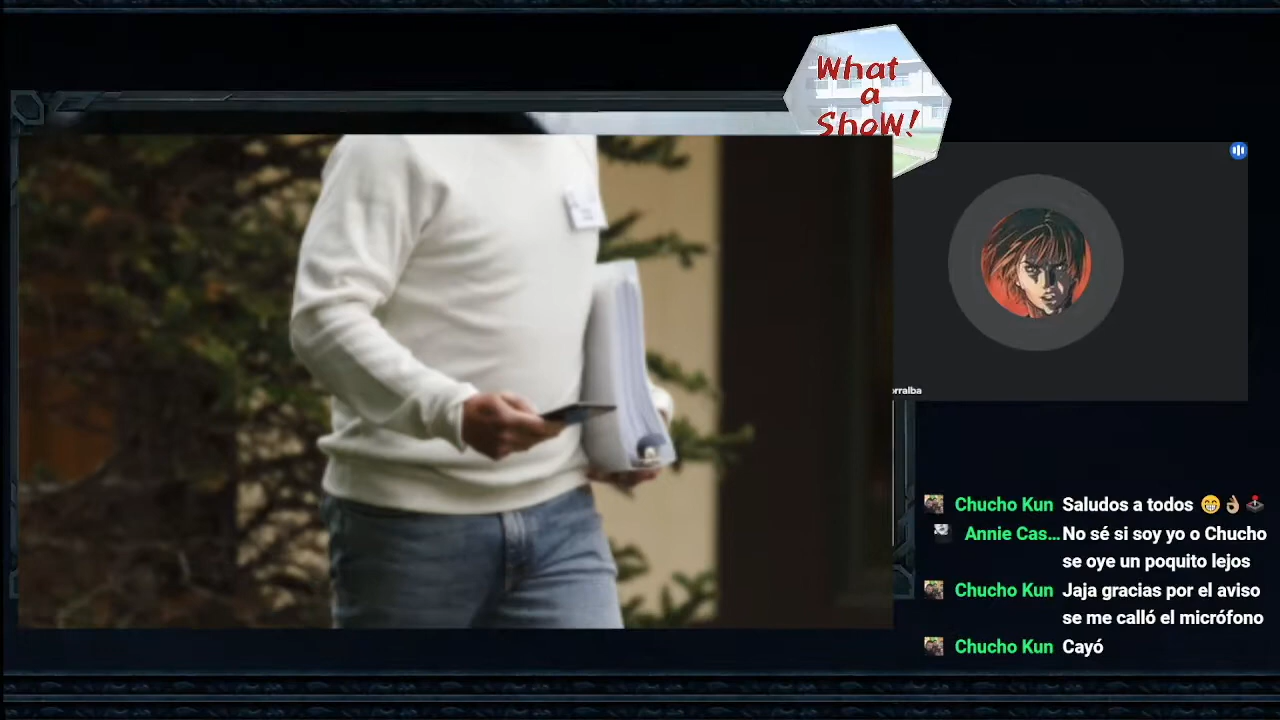 What
a
ShoW!
orralba
Chucho Kun Saludos a todos 😁👌🕹️
Annie Cas... No sé si soy yo o Chucho
se oye un poquito lejos
Chucho Kun Jaja gracias por el aviso
se me calló el micrófono
Chucho Kun Cayó